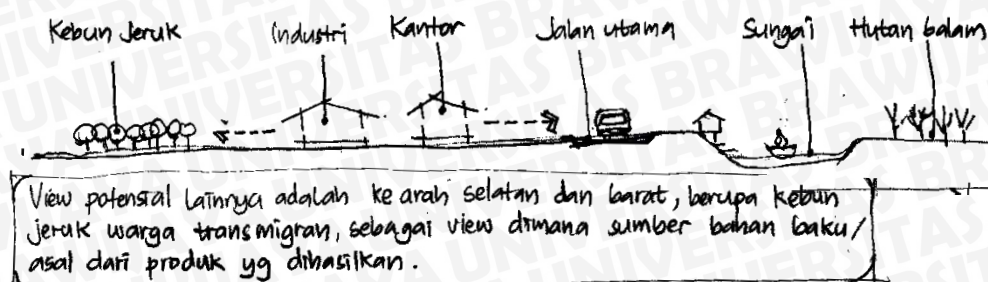 Kebun Jeruk Industri Kantor Jalan utama Sungai Hutan balam
View potensial lainnya adalah ke arah selatan dan barat, berupa kebun
jeruk warga transmigran, sebagai view dimana sumber bahan baku/
asal dari produk yg dihasilkan.